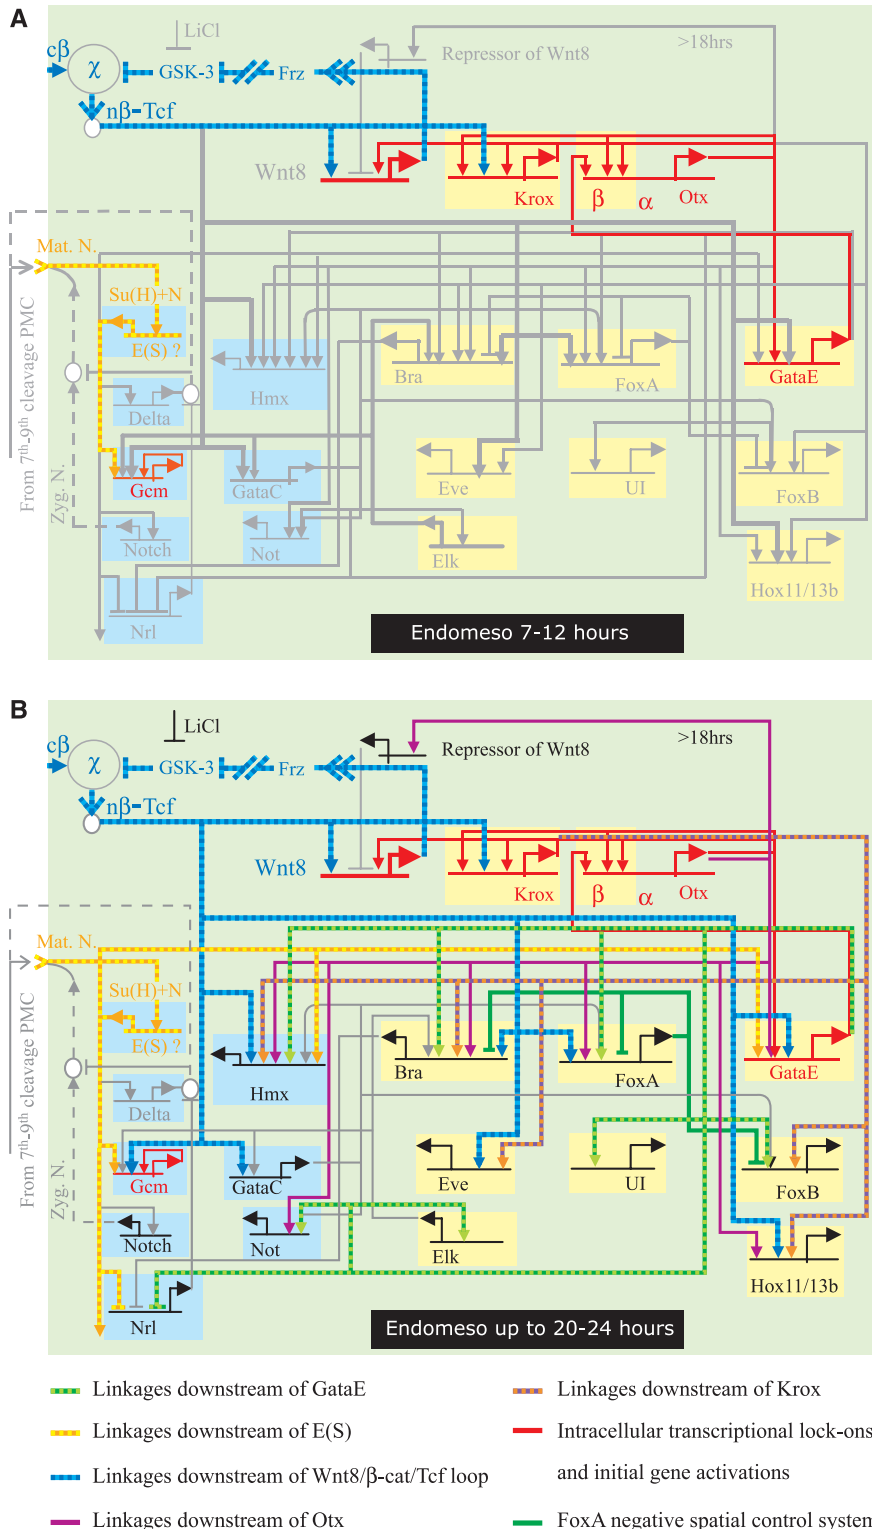 A
LiCl
cβ
χ
GSK-3
Frz
Repressor of Wnt8
>18hrs
nβ-Tcf
Wnt8
Krox
β
α
Otx
Mat. N.
Su(H)+N
E(S) ?
Hmx
Bra
FoxA
GataE
Delta
From 7th-9th cleavage PMC
Zyg. N.
Gcm
GataC
Eve
UI
FoxB
Notch
Not
Elk
Hox11/13b
Nrl
Endomeso 7-12 hours
B
LiCl
cβ
χ
GSK-3
Frz
Repressor of Wnt8
>18hrs
nβ-Tcf
Wnt8
Krox
β
α
Otx
Mat. N.
Su(H)+N
E(S) ?
Hmx
Bra
FoxA
GataE
Delta
From 7th-9th cleavage PMC
Zyg. N.
Gcm
GataC
Eve
UI
FoxB
Notch
Not
Elk
Hox11/13b
Nrl
Endomeso up to 20-24 hours
Linkages downstream of GataE
Linkages downstream of E(S)
Linkages downstream of Wnt8/β-cat/Tcf loop
Linkages downstream of Otx
Linkages downstream of Krox
Intracellular transcriptional lock-ons
and initial gene activations
FoxA negative spatial control system